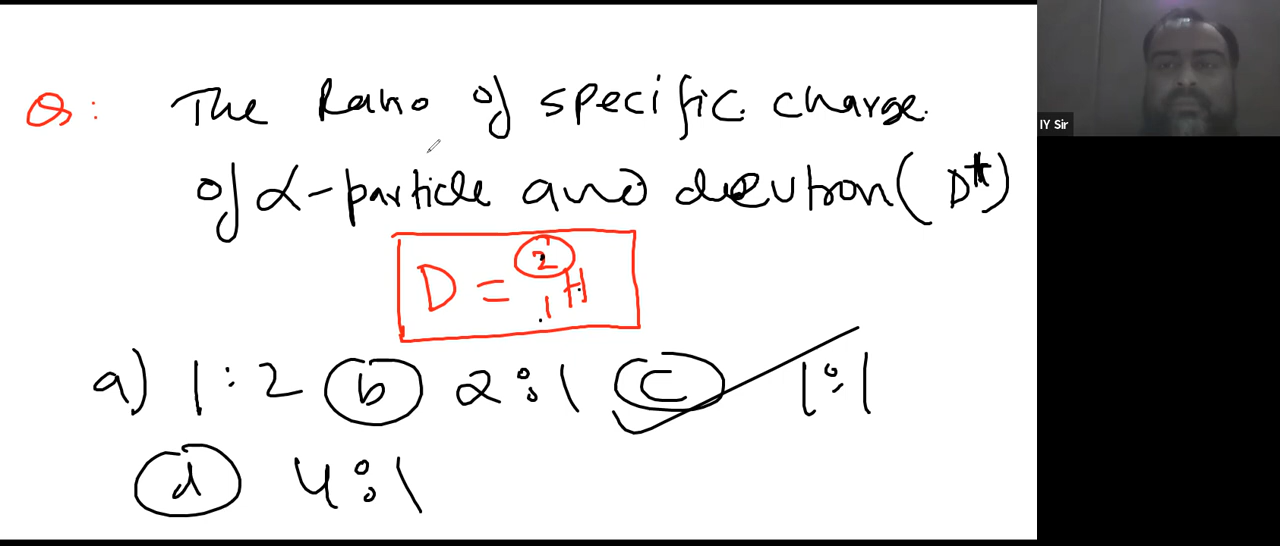 Q: The Ratio of specific charge.
of α-particle and deutron (D⁺)
D = ²₁H
a) 1:2 b 2:1 c 1:1
d 4:1
IY Sir